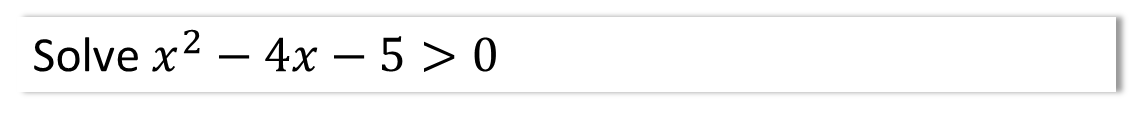 Solve x² − 4x − 5 > 0